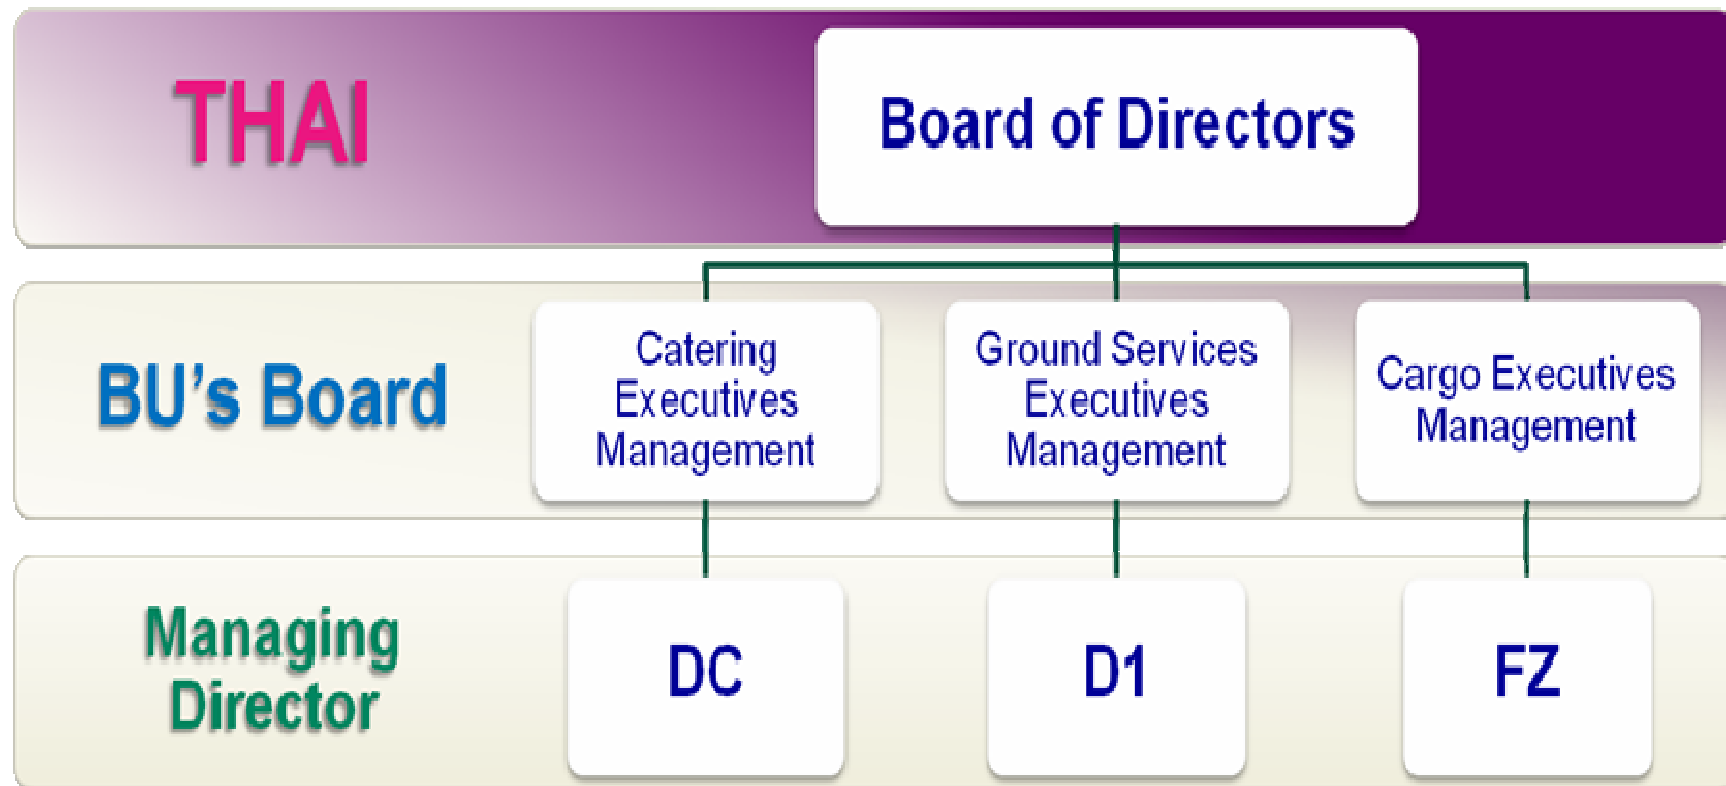 THAI
Board of Directors
BU's Board
Catering
Executives
Management
Ground Services
Executives
Management
Cargo Executives
Management
Managing
Director
DC
D1
FZ